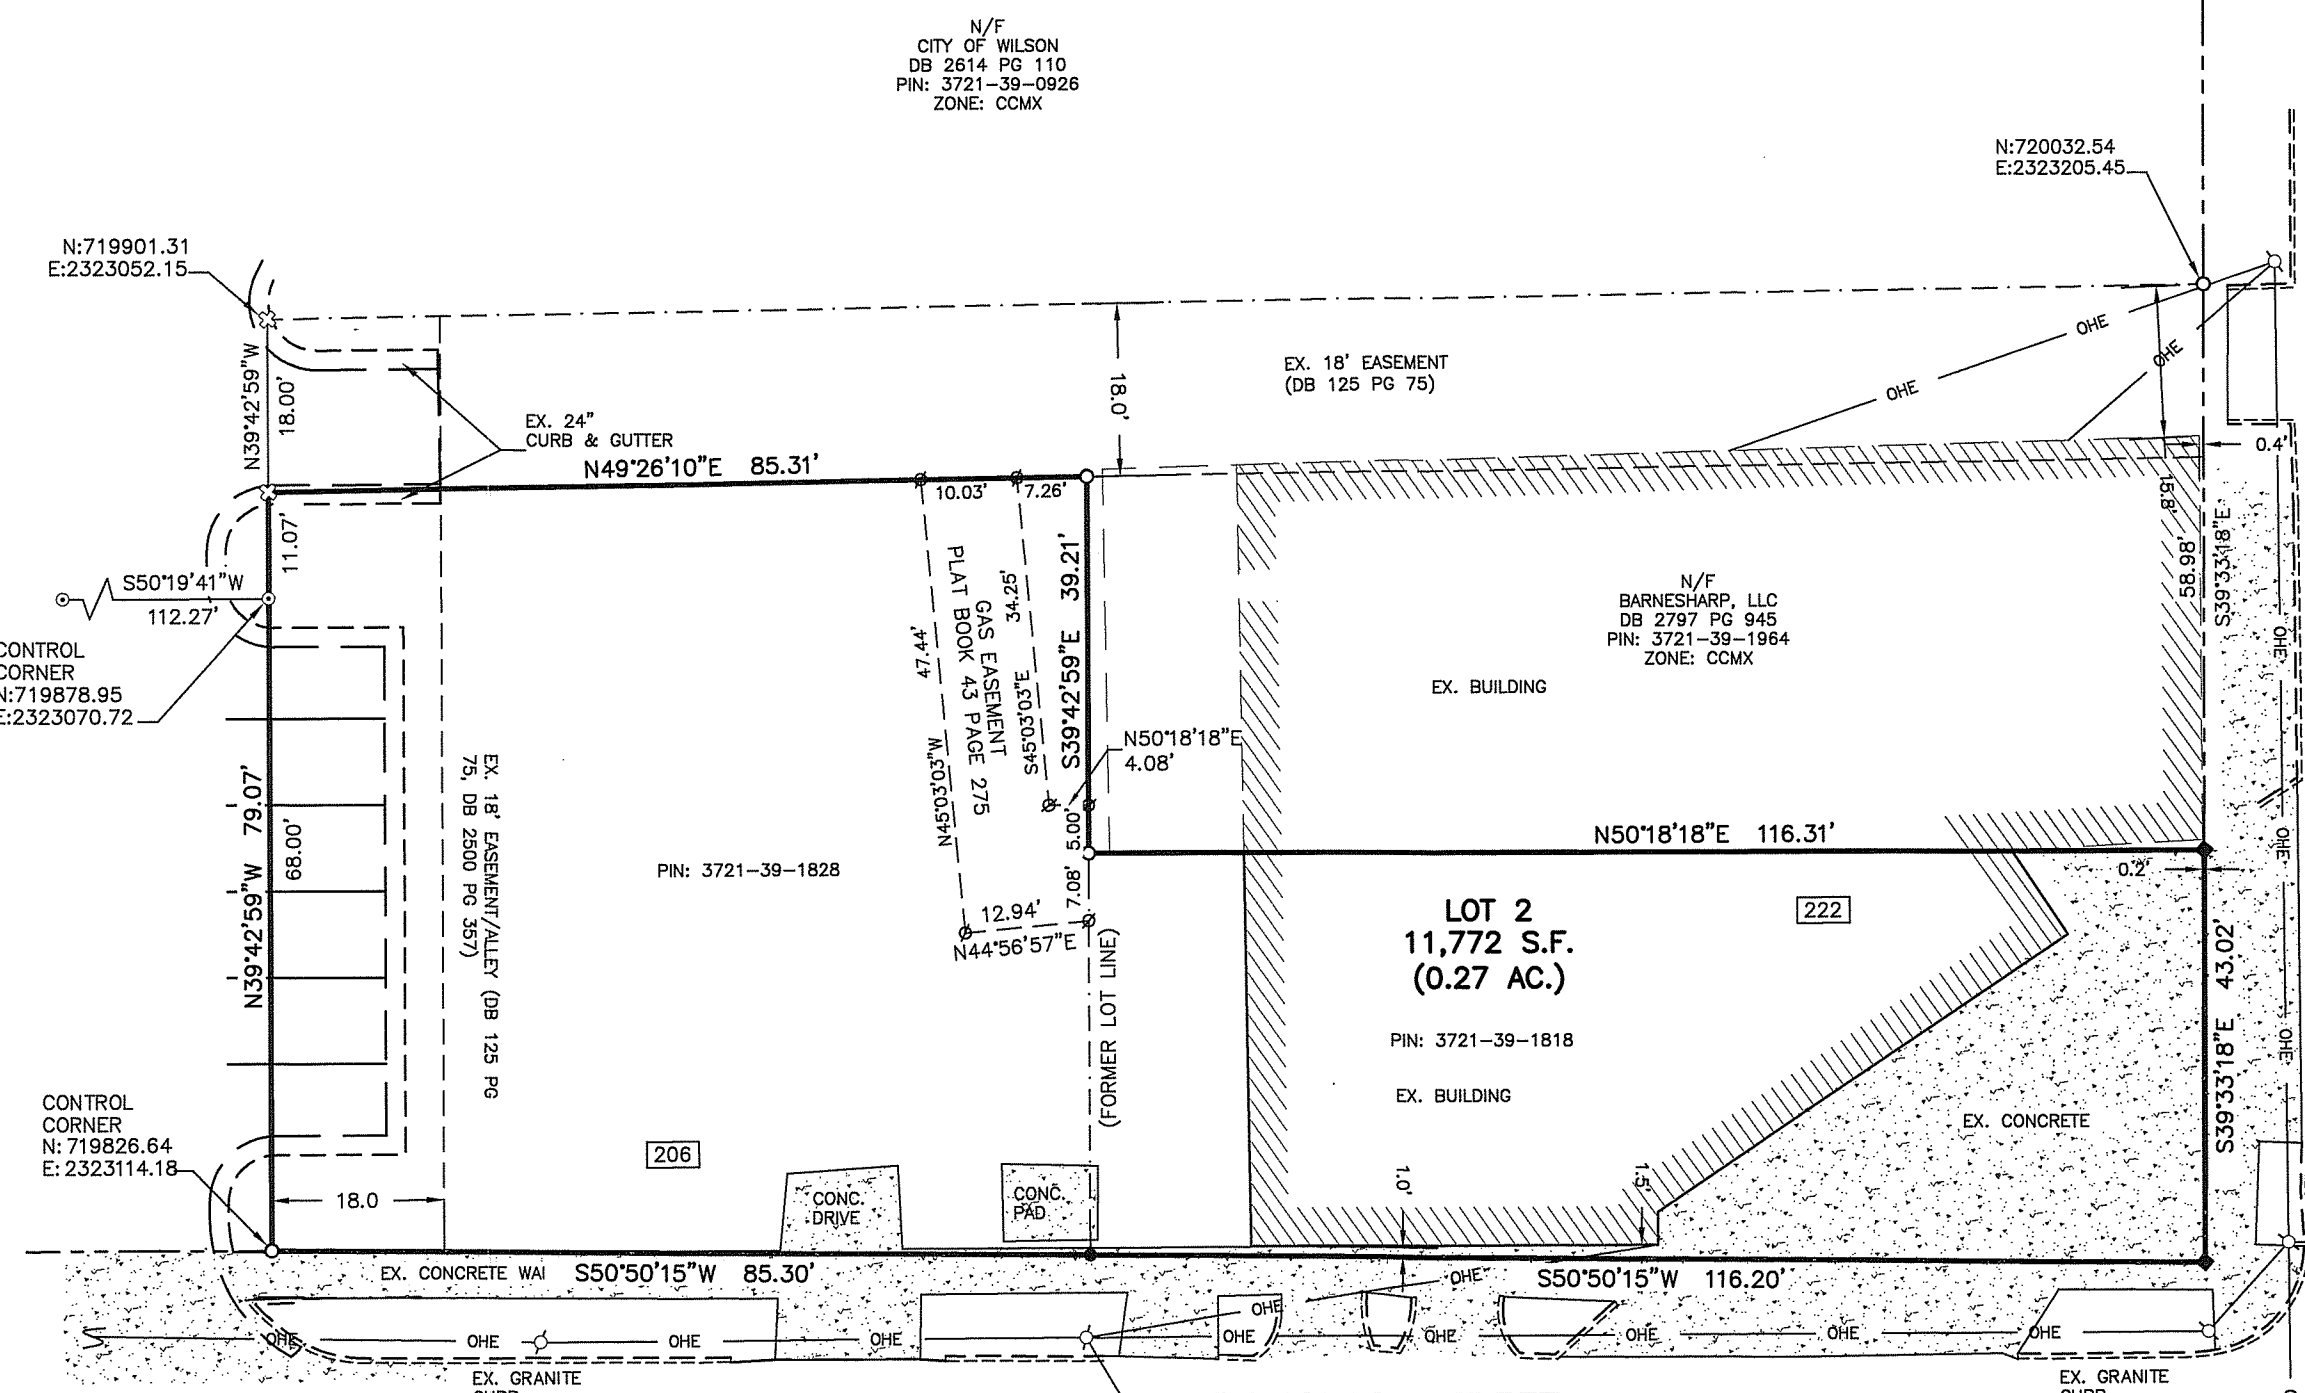 N/F
CITY OF WILSON
DB 2614 PG 110
PIN: 3721-39-0926
ZONE: CCMX
N:720032.54
E:2323205.45
N:719901.31
E:2323052.15
N39°42'59"W
18.00'
EX. 24"
CURB & GUTTER
18.0'
EX. 18' EASEMENT
(DB 125 PG 75)
OHE
OHE
OHE
0.4'
15.8'
N49°26'10"E 85.31'
10.03'
7.26'
11.07'
S50°19'41"W
112.27'
CONTROL
CORNER
N:719878.95
E:2323070.72
GAS EASEMENT
PLAT BOOK 43 PAGE 275
47.44'
N45°03'03"W
34.25'
S45°03'03"E
S39°42'59"E 39.21'
N50°18'18"E
4.08'
5.00'
7.08'
12.94'
N44°56'57"E
N/F
BARNESHARP, LLC
DB 2797 PG 945
PIN: 3721-39-1964
ZONE: CCMX
EX. BUILDING
58.98'
S39°33'18"E
OHE
OHE
OHE
N50°18'18"E 116.31'
0.2'
N39°42'59"W 79.07'
68.00'
EX. 18' EASEMENT/ALLEY (DB 125 PG
75, DB 2500 PG 357)
PIN: 3721-39-1828
(FORMER LOT LINE)
LOT 2
11,772 S.F.
(0.27 AC.)
222
PIN: 3721-39-1818
EX. BUILDING
EX. CONCRETE
S39°33'18"E 43.02'
CONTROL
CORNER
N: 719826.64
E: 2323114.18
206
18.0
CONC.
DRIVE
CONC.
PAD
1.0'
1.5'
EX. CONCRETE WAI
S50°50'15"W 85.30'
S50°50'15"W 116.20'
OHE
OHE
OHE
OHE
OHE
OHE
OHE
OHE
OHE
OHE
OHE
EX. GRANITE
CURB
EX. GRANITE
CURB